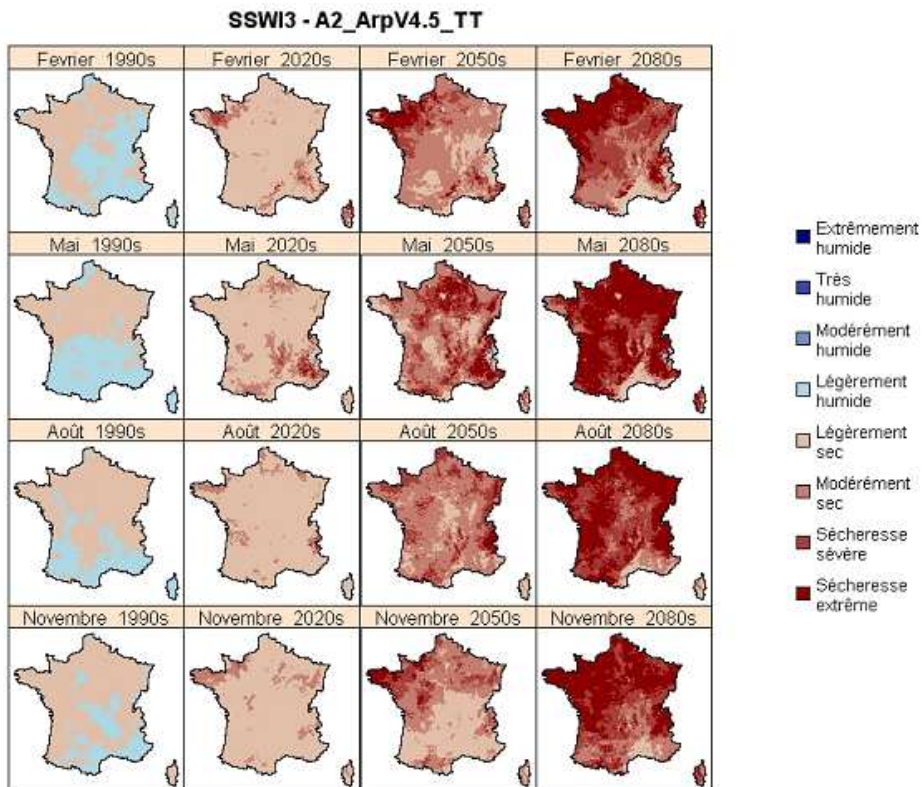 SSWI3 - A2_ArpV4.5_TT
Fevrier 1990s
Fevrier 2020s
Fevrier 2050s
Fevrier 2080s
Mai 1990s
Mai 2020s
Mai 2050s
Mai 2080s
Août 1990s
Août 2020s
Août 2050s
Août 2080s
Novembre 1990s
Novembre 2020s
Novembre 2050s
Novembre 2080s
Extrêmement
humide
Très
humide
Modérément
humide
Légèrement
humide
Légèrement
sec
Modérément
sec
Sécheresse
sévère
Sécheresse
extrême